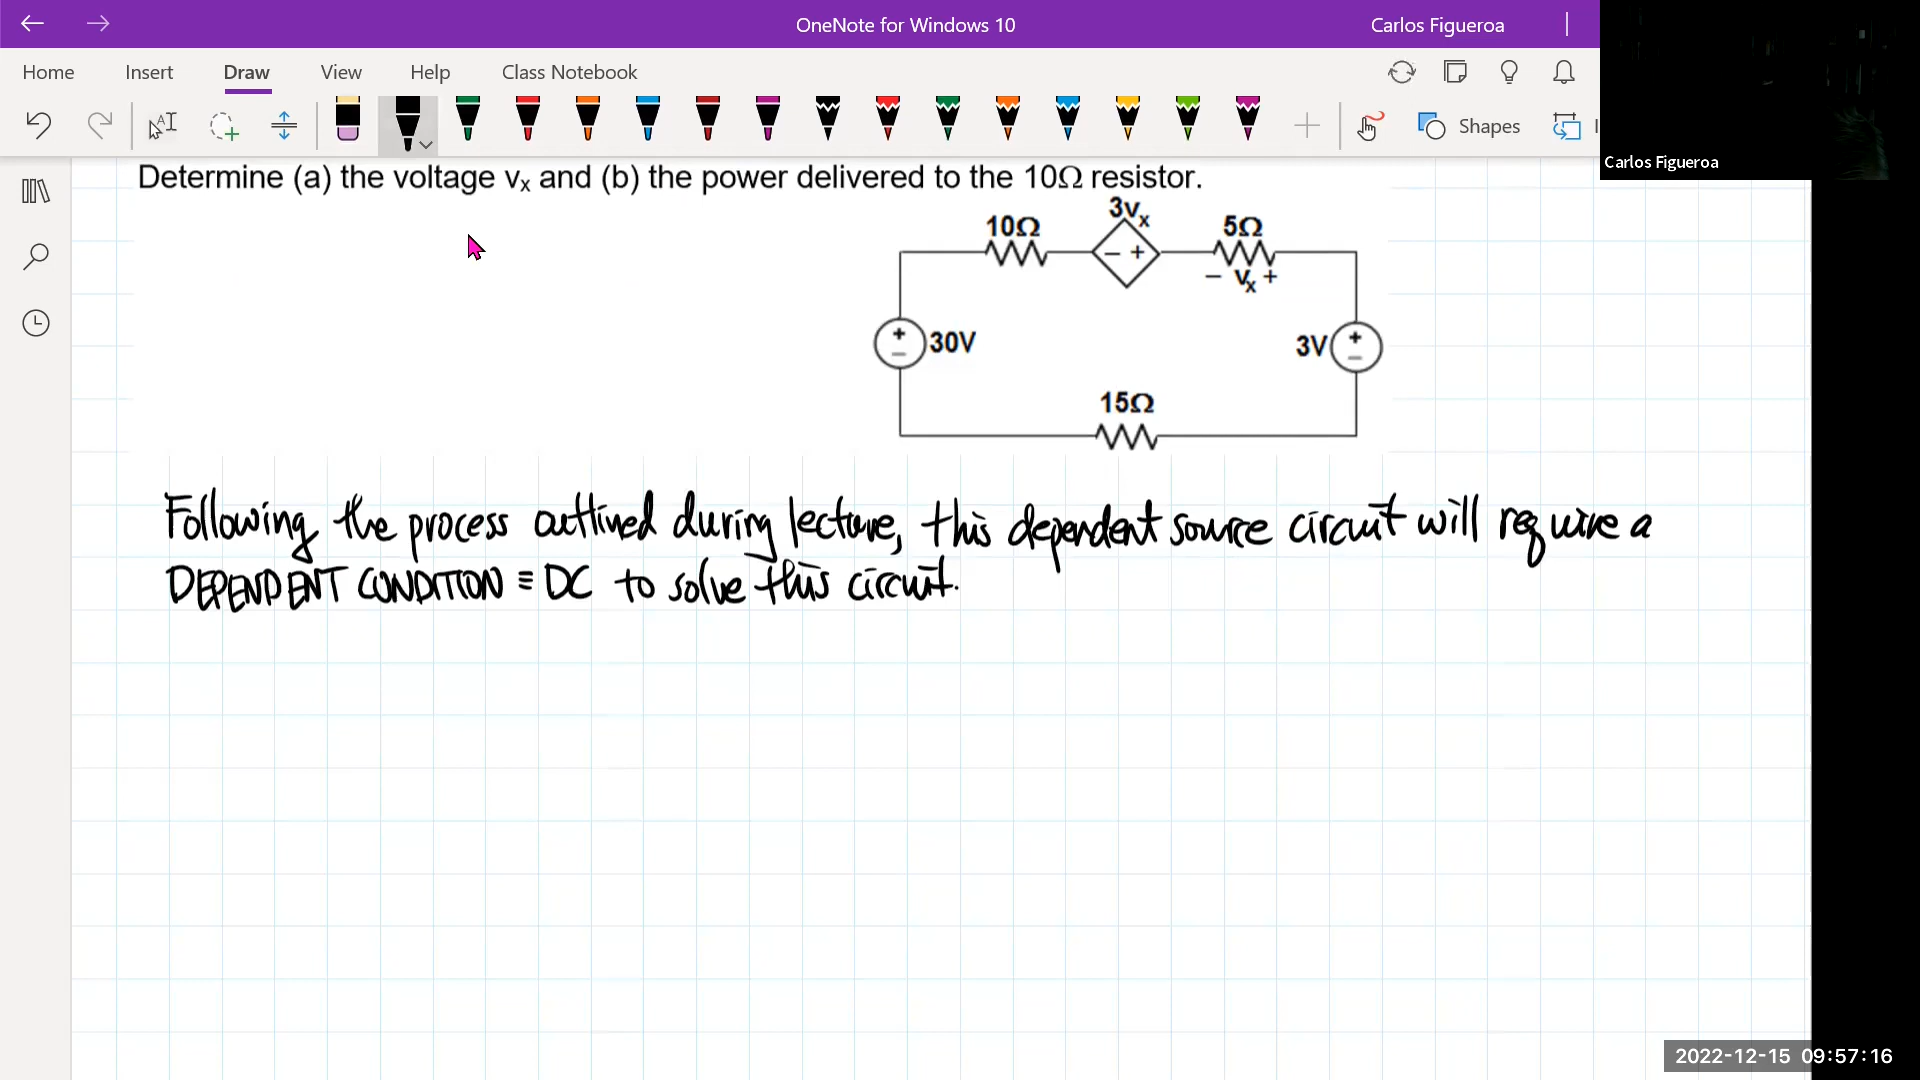 OneNote for Windows 10
Carlos Figueroa
Home Insert Draw View Help Class Notebook
Shapes
Carlos Figueroa
Determine (a) the voltage vx and (b) the power delivered to the 10Ω resistor.
3vx
10Ω
5Ω
− +
− vx +
+
−
30V
3V
+
−
15Ω
Following the process outlined during lecture, this dependent source circuit will require a
DEPENDENT CONDITION ≡ DC to solve this circuit.
2022-12-15 09:57:16